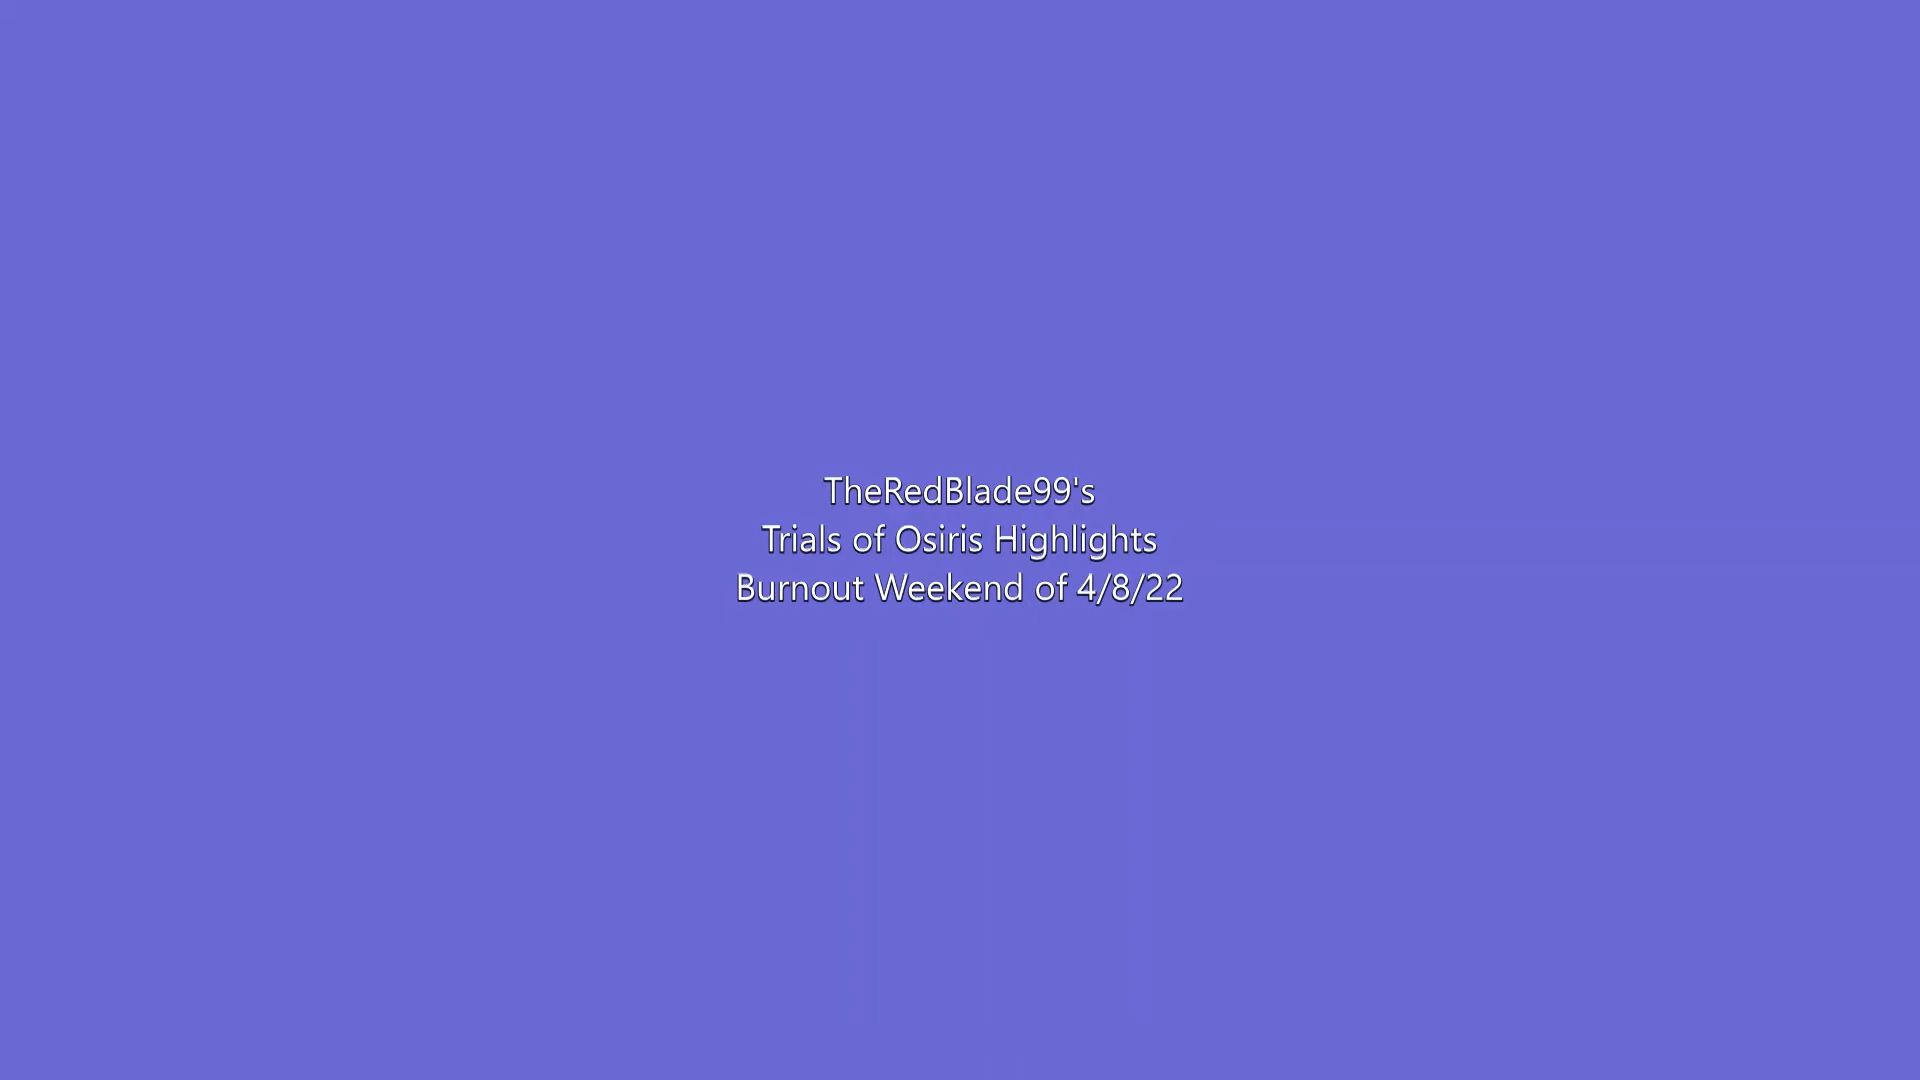 TheRedBlade99's
Trials of Osiris Highlights
Burnout Weekend of 4/8/22